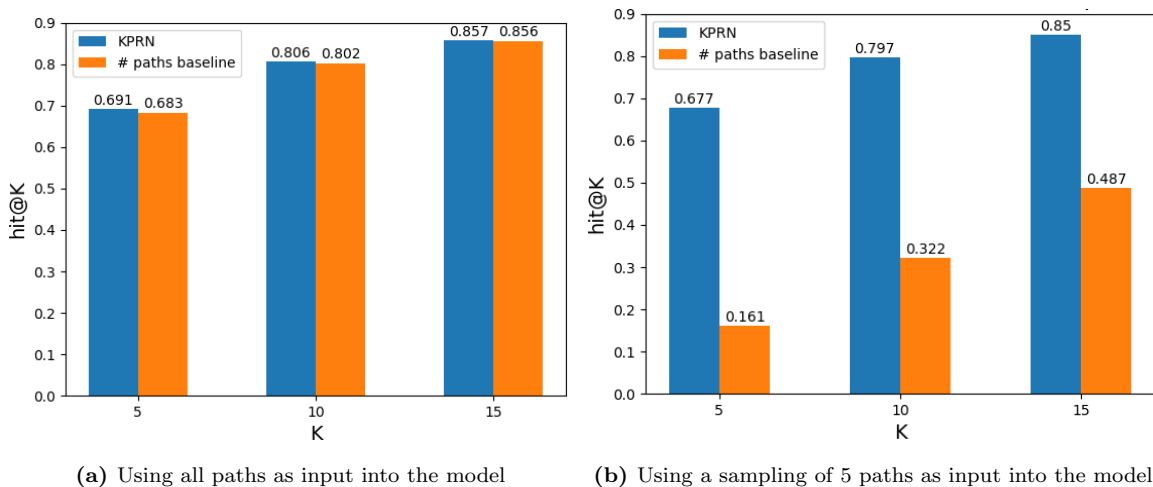 0.9
0.8
0.7
0.6
0.5
0.4
0.3
0.2
0.1
0.0
hit@K
KPRN
# paths baseline
0.691 0.683
0.806 0.802
0.857 0.856
5 10 15
K
(a) Using all paths as input into the model
0.9
0.8
0.7
0.6
0.5
0.4
0.3
0.2
0.1
0.0
hit@K
KPRN
# paths baseline
0.677 0.161
0.797 0.322
0.85 0.487
5 10 15
K
(b) Using a sampling of 5 paths as input into the model